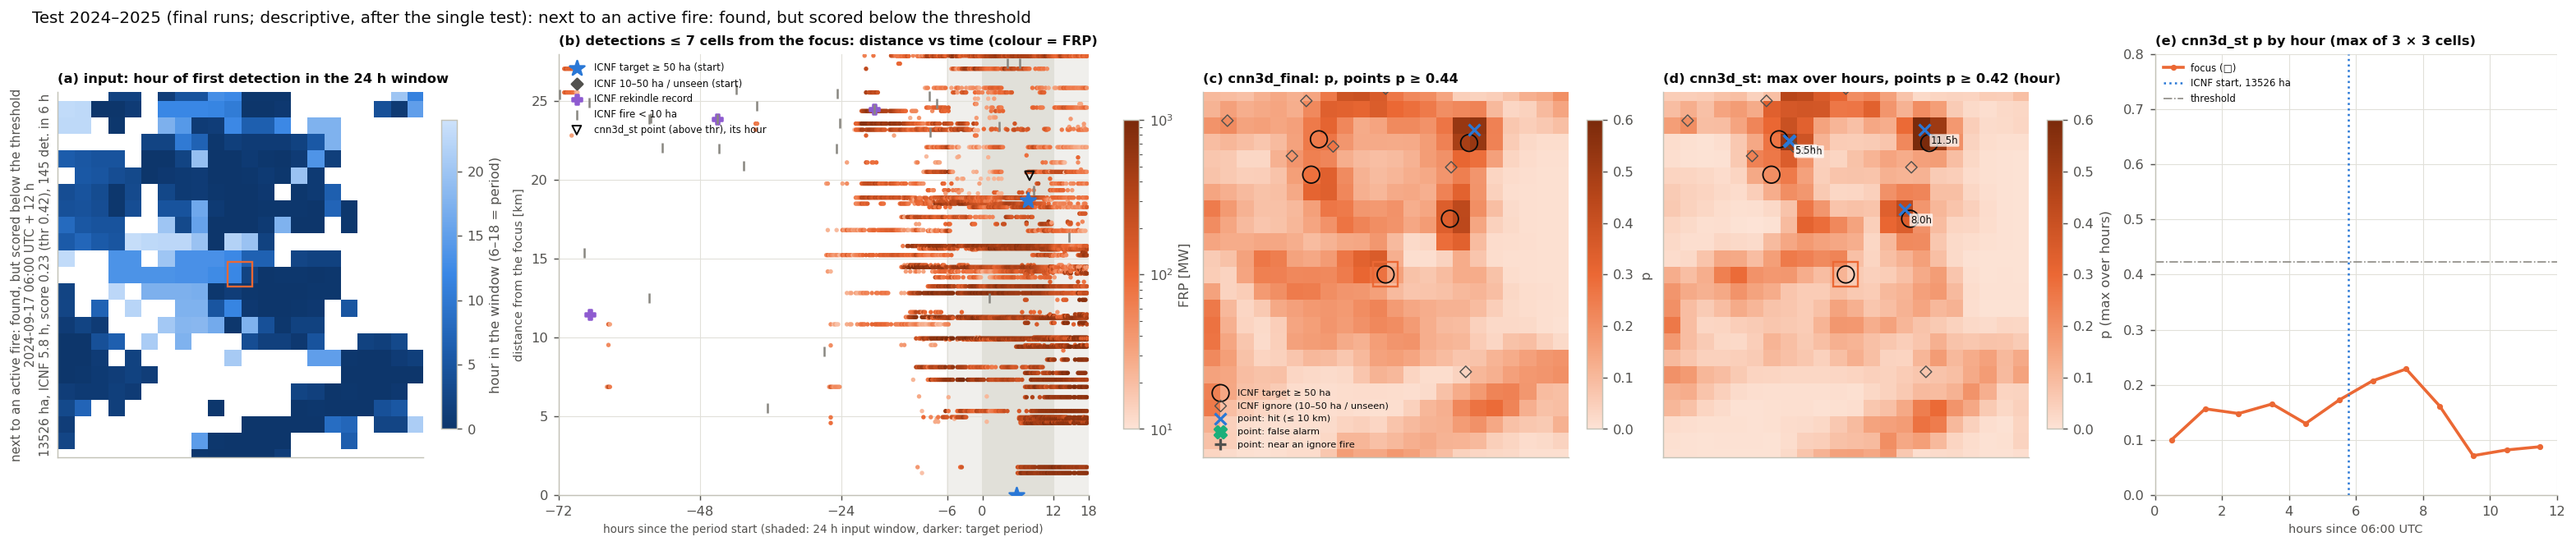 Test 2024–2025 (final runs; descriptive, after the single test): next to an active fire: found, but scored below the threshold
next to an active fire: found, but scored below the threshold
2024-09-17 06:00 UTC + 12 h
13526 ha, ICNF 5.8 h, score 0.23 (thr 0.42), 145 det. in 6 h
(a) input: hour of first detection in the 24 h window
20
15
10
5
0
hour in the window (6–18 = period)
(b) detections ≤ 7 cells from the focus: distance vs time (colour = FRP)
ICNF target ≥ 50 ha (start)
ICNF 10–50 ha / unseen (start)
ICNF rekindle record
ICNF fire < 10 ha
cnn3d_st point (above thr), its hour
distance from the focus [km]
25
20
15
10
5
0
−72
−48
−24
−6
0
12
18
hours since the period start (shaded: 24 h input window, darker: target period)
10³
10²
10¹
FRP [MW]
(c) cnn3d_final: p, points p ≥ 0.44
ICNF target ≥ 50 ha
ICNF ignore (10–50 ha / unseen)
point: hit (≤ 10 km)
point: false alarm
point: near an ignore fire
0.6
0.5
0.4
0.3
0.2
0.1
0.0
p
(d) cnn3d_st: max over hours, points p ≥ 0.42 (hour)
11.5h
8.0h
0.6
0.5
0.4
0.3
0.2
0.1
0.0
p (max over hours)
(e) cnn3d_st p by hour (max of 3 × 3 cells)
focus (□)
ICNF start, 13526 ha
threshold
0.8
0.7
0.6
0.5
0.4
0.3
0.2
0.1
0.0
0
2
4
6
8
10
12
hours since 06:00 UTC